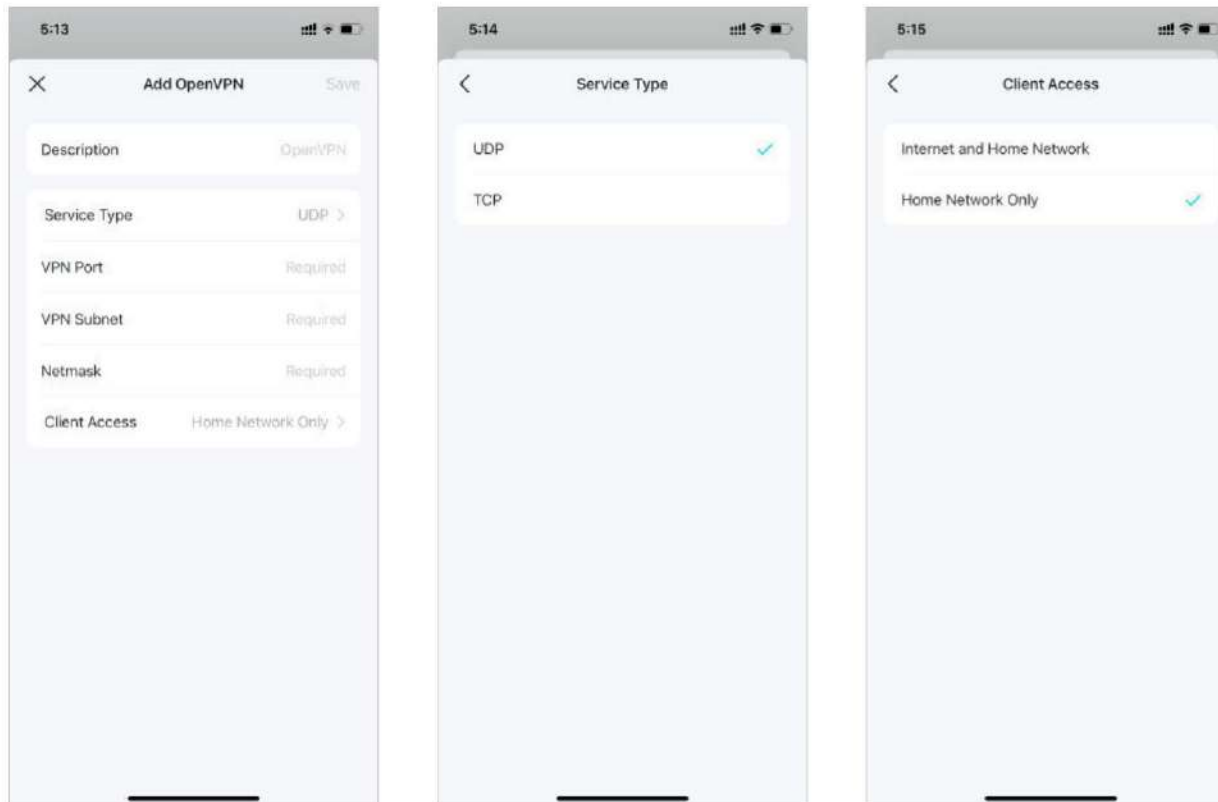 5:13
Add OpenVPN
Save
Description OpenVPN
Service Type UDP
VPN Port Required
VPN Subnet Required
Netmask Required
Client Access Home Network Only
5:14
Service Type
UDP
TCP
5:15
Client Access
Internet and Home Network
Home Network Only